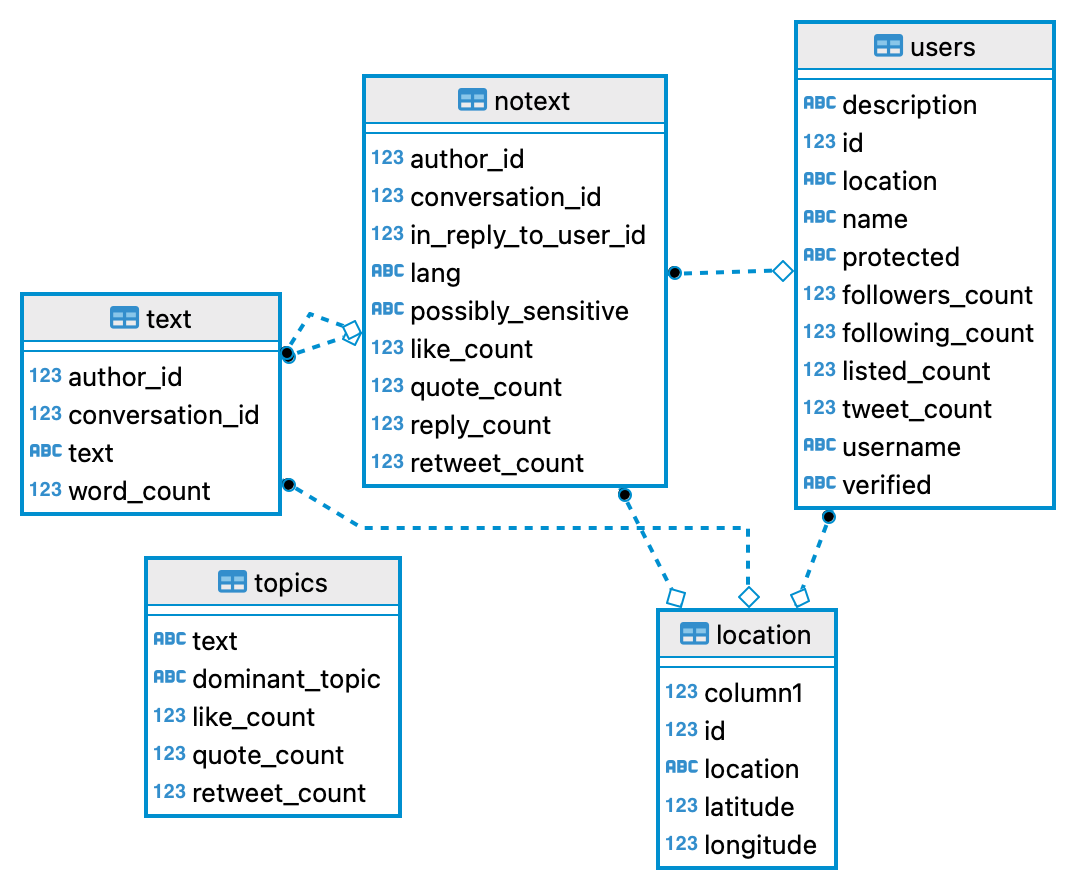 users
ABC description
123 id
ABC location
ABC name
ABC protected
123 followers_count
123 following_count
123 listed_count
123 tweet_count
ABC username
ABC verified
notext
123 author_id
123 conversation_id
123 in_reply_to_user_id
ABC lang
ABC possibly_sensitive
123 like_count
123 quote_count
123 reply_count
123 retweet_count
text
123 author_id
123 conversation_id
ABC text
123 word_count
topics
ABC text
ABC dominant_topic
123 like_count
123 quote_count
123 retweet_count
location
123 column1
123 id
ABC location
123 latitude
123 longitude